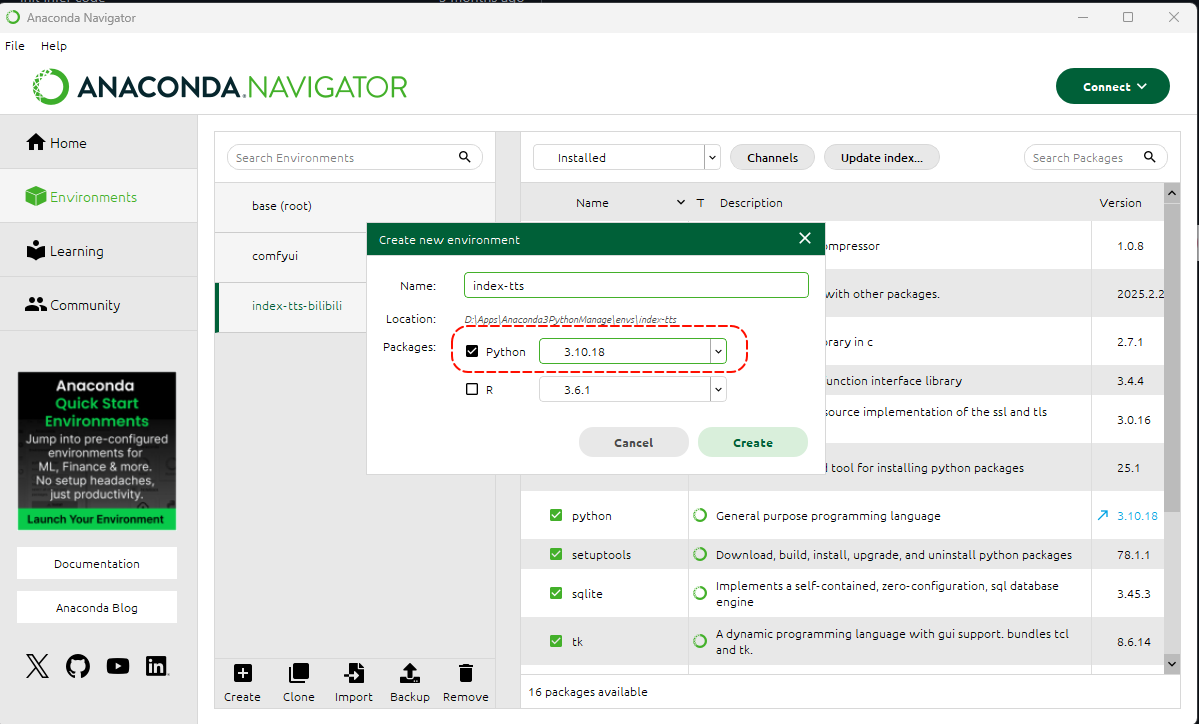 Anaconda Navigator
File Help
ANACONDA.NAVIGATOR
Connect
Home
Environments
Learning
Community
Anaconda
Quick Start
Environments
Jump into pre-configured
environments for
ML, Finance & more.
No setup headaches,
just productivity.
Launch Your Environment
Documentation
Anaconda Blog
Search Environments
base (root)
comfyui
index-tts-bilibili
Create
Clone
Import
Backup
Remove
Installed
Channels
Update index...
Search Packages
Name T Description Version
ompressor 1.0.8
with other packages. 2025.2.2
rary in c 2.7.1
unction interface library 3.4.4
source implementation of the ssl and tls 3.0.16
d tool for installing python packages 25.1
python General purpose programming language 3.10.18
setuptools Download, build, install, upgrade, and uninstall python packages 78.1.1
sqlite Implements a self-contained, zero-configuration, sql database
engine 3.45.3
tk A dynamic programming language with gui support. bundles tcl
and tk. 8.6.14
16 packages available
Create new environment
Name: index-tts
Location: D:\Apps\Anaconda3PythonManage\envs\index-tts
Packages: Python 3.10.18
R 3.6.1
Cancel
Create